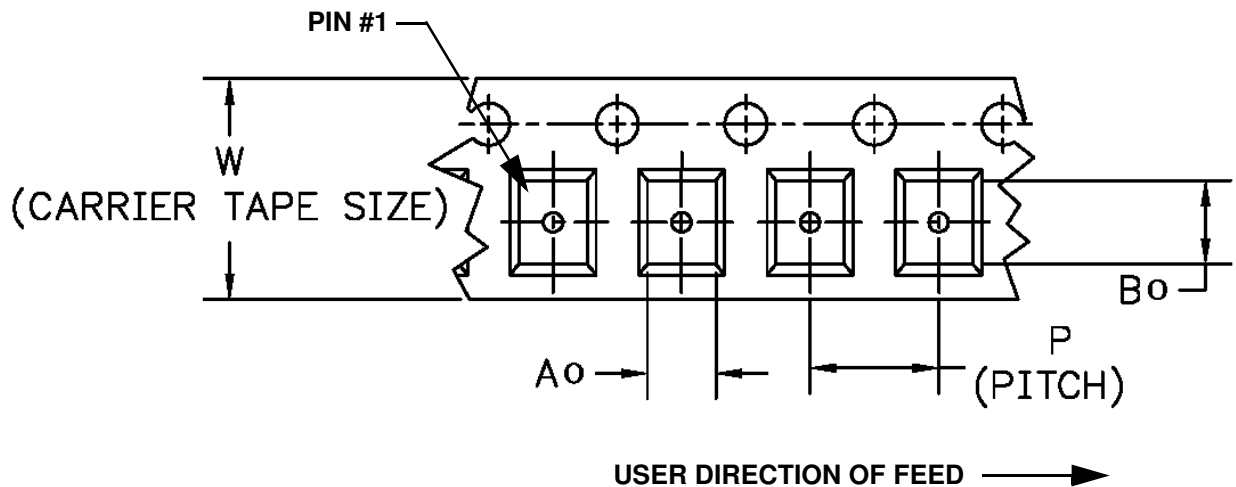 PIN #1
W
(CARRIER TAPE SIZE)
Bo
P
Ao
(PITCH)
USER DIRECTION OF FEED